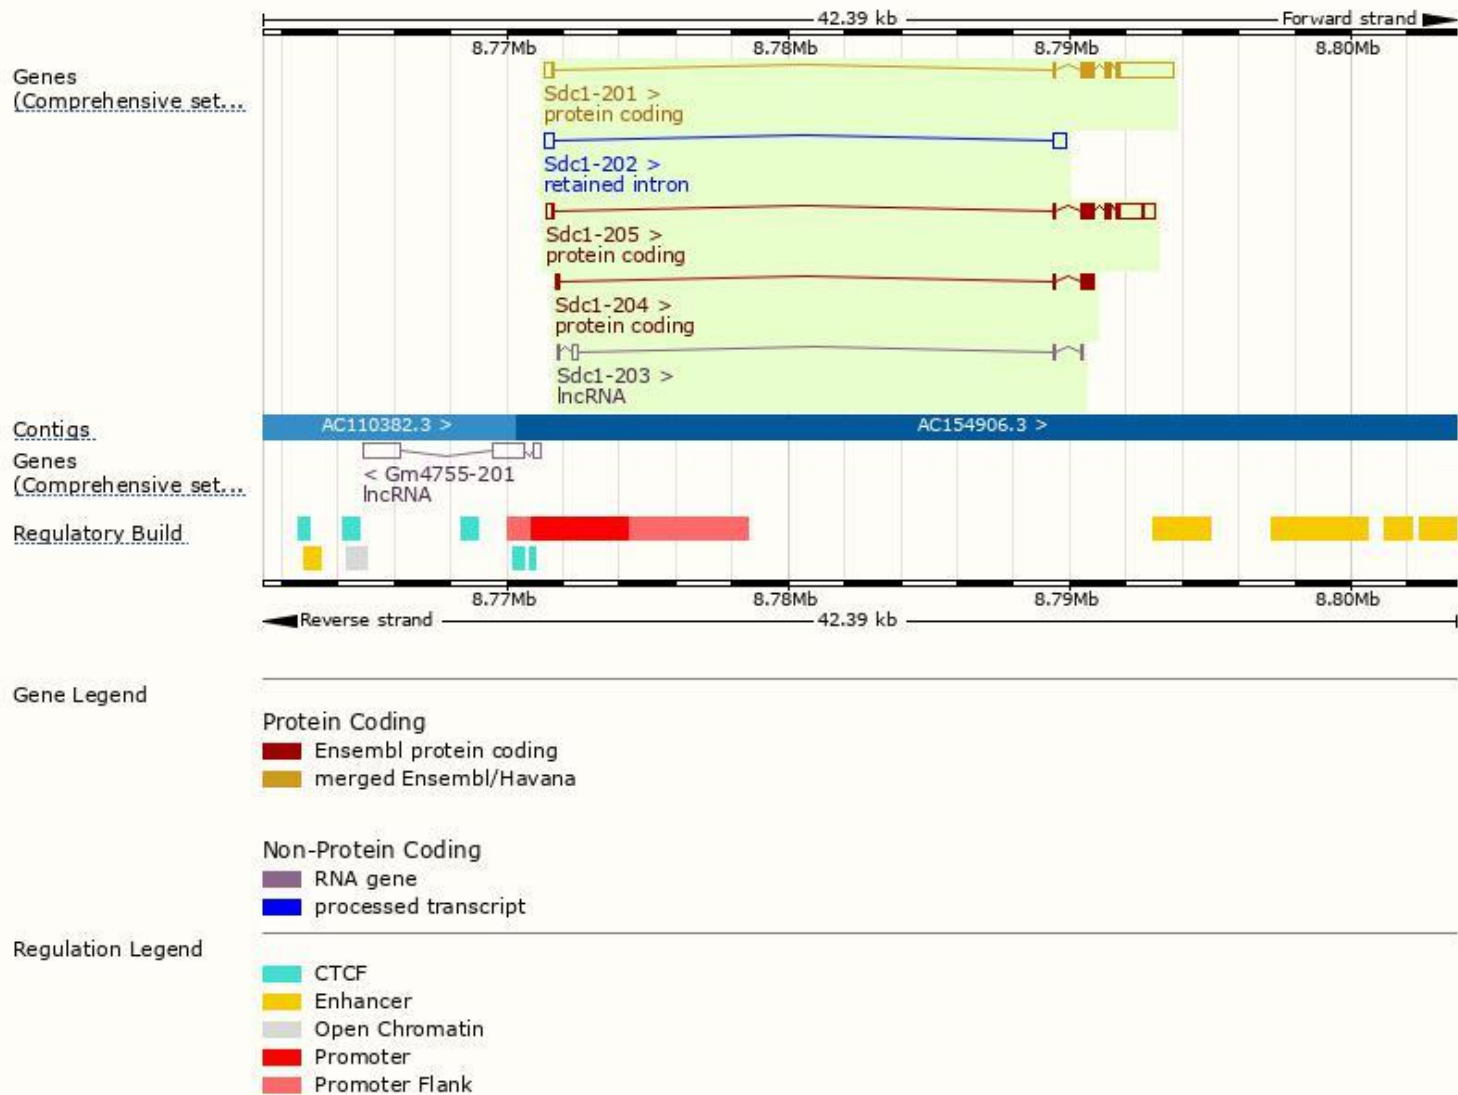 42.39 kb Forward strand
8.77Mb 8.78Mb 8.79Mb 8.80Mb
Genes
(Comprehensive set...
Sdc1-201 >
protein coding
Sdc1-202 >
retained intron
Sdc1-205 >
protein coding
Sdc1-204 >
protein coding
Sdc1-203 >
lncRNA
Contigs AC110382.3 > AC154906.3 >
Genes
(Comprehensive set...
< Gm4755-201
lncRNA
Regulatory Build
8.77Mb 8.78Mb 8.79Mb 8.80Mb
Reverse strand 42.39 kb
Gene Legend
Protein Coding
Ensembl protein coding
merged Ensembl/Havana
Non-Protein Coding
RNA gene
processed transcript
Regulation Legend
CTCF
Enhancer
Open Chromatin
Promoter
Promoter Flank